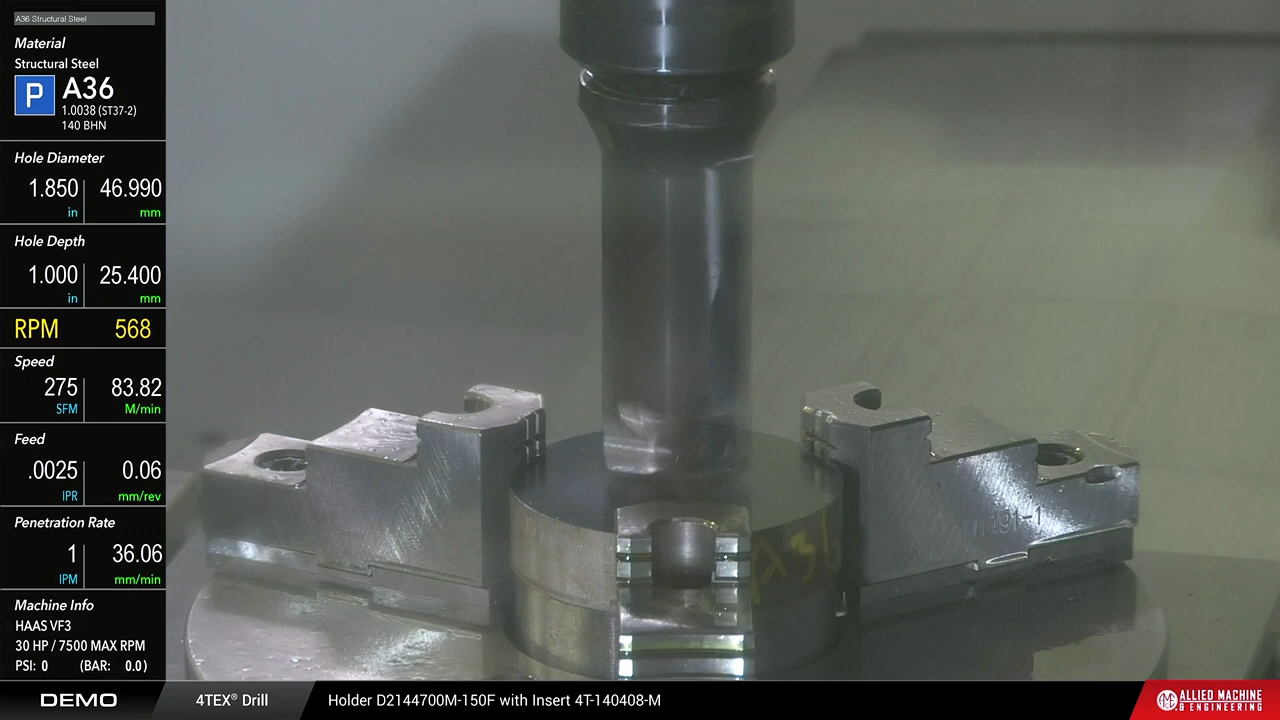 A36 Structural Steel
Material
Structural Steel
P A36
1.0038 (ST37-2)
140 BHN
Hole Diameter
1.850 46.990
in mm
Hole Depth
1.000 25.400
in mm
RPM 568
Speed
275 83.82
SFM M/min
Feed
.0025 0.06
IPR mm/rev
Penetration Rate
1 36.06
IPM mm/min
Machine Info
HAAS VF3
30 HP / 7500 MAX RPM
PSI: 0 (BAR: 0.0)
A36
DEMO 4TEX® Drill Holder D2144700M-150F with Insert 4T-140408-M
ALLIED MACHINE
& ENGINEERING